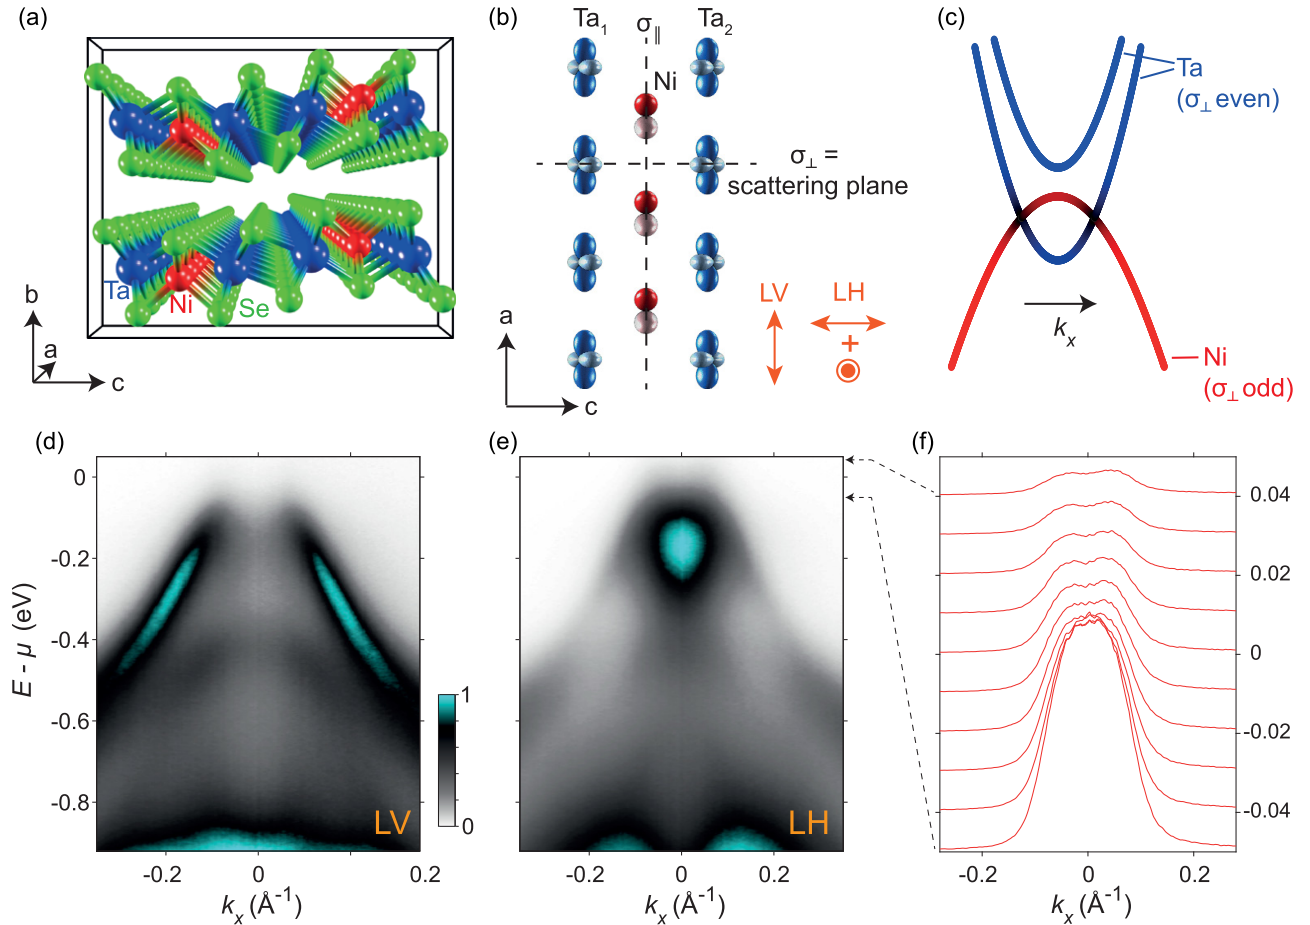 (a)
Ta
Ni
Se
b
a
c
(b)
Ta1
σ∥
Ta2
Ni
σ⊥ =
scattering plane
LV
LH
+
a
c
(c)
Ta
(σ⊥ even)
kx
Ni
(σ⊥ odd)
(d)
0
-0.2
-0.4
-0.6
-0.8
E - μ (eV)
1
0
LV
-0.2
0
0.2
kx (Å-1)
(e)
LH
-0.2
0
0.2
kx (Å-1)
(f)
0.04
0.02
0
-0.02
-0.04
-0.2
0
0.2
kx (Å-1)